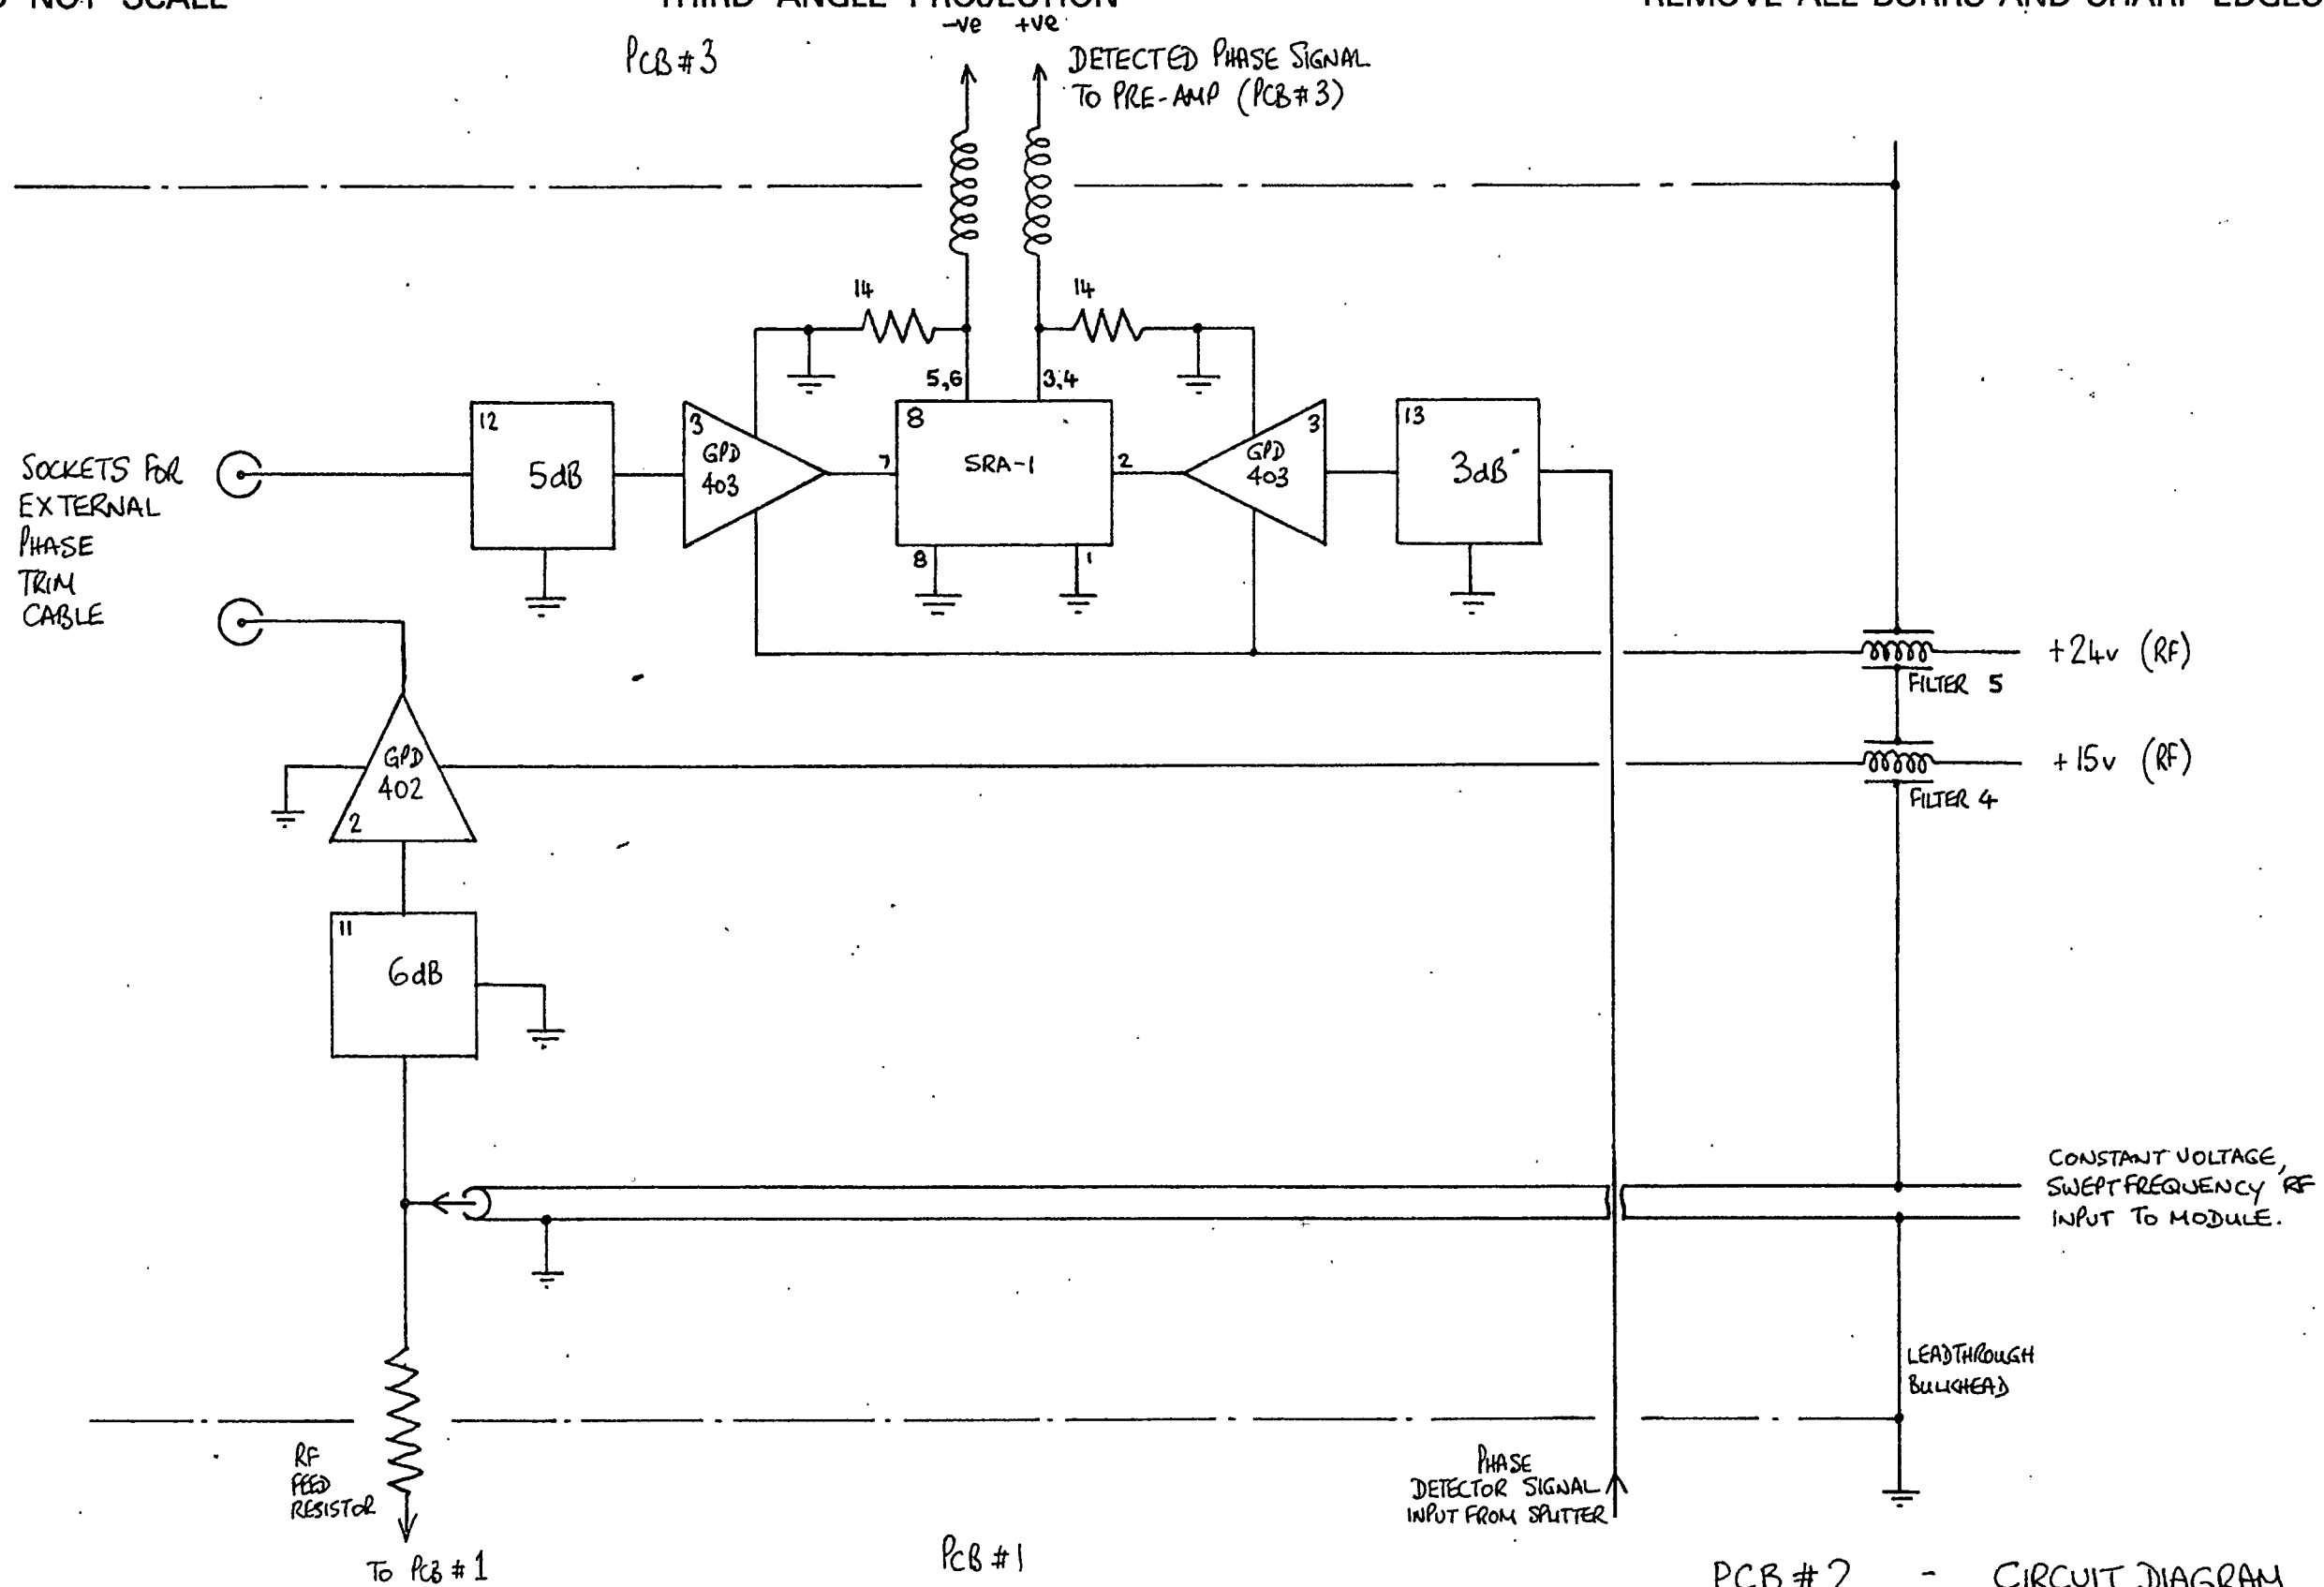 NOT SCALE
THIRD ANGLE PROJECTION
REMOVE ALL BURRS AND SHARP EDGES
-ve +ve
PCB#3
DETECTED PHASE SIGNAL
TO PRE-AMP (PCB#3)
14
14
5,6
3,4
12
5dB
3
GPD
403
7
8
SRA-1
2
3
GPD
403
13
3dB
8
1
SOCKETS FOR
EXTERNAL
PHASE
TRIM
CABLE
+24v (RF)
FILTER 5
GPD
402
2
+15v (RF)
FILTER 4
11
6dB
CONSTANT VOLTAGE,
SWEPT FREQUENCY RF
INPUT TO MODULE.
LEADTHROUGH
BULKHEAD
RF
FEED
RESISTOR
TO PCB #1
PHASE
DETECTOR SIGNAL
INPUT FROM SPLITTER
PCB #1
PCB #2 - CIRCUIT DIAGRAM